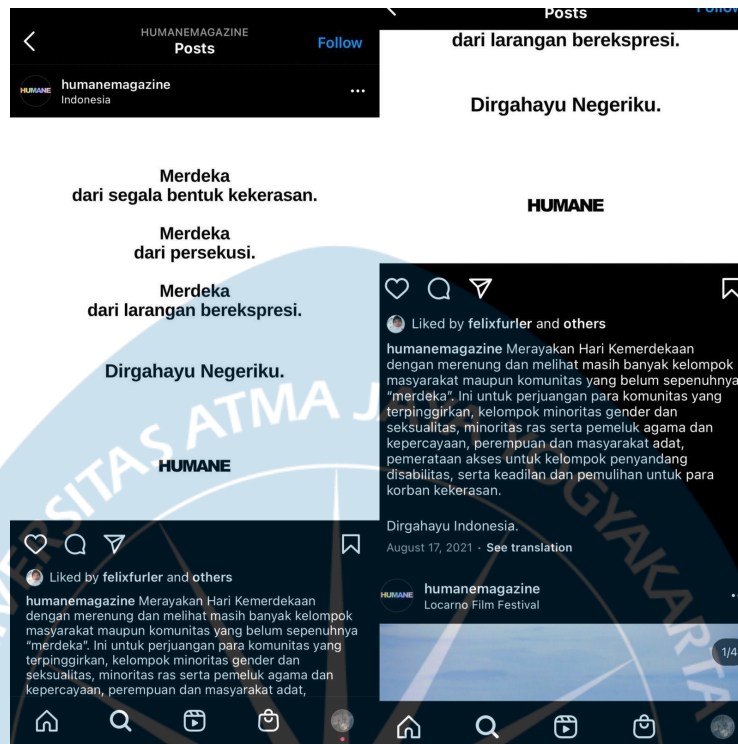 HUMANEMAGAZINE
Posts
Follow
HUMANE
humanemagazine
Indonesia
Merdeka
dari segala bentuk kekerasan.
Merdeka
dari persekusi.
Merdeka
dari larangan berekspresi.
Dirgahayu Negeriku.
HUMANE
Liked by felixfurler and others
humanemagazine Merayakan Hari Kemerdekaan
dengan merenung dan melihat masih banyak kelompok
masyarakat maupun komunitas yang belum sepenuhnya
“merdeka”. Ini untuk perjuangan para komunitas yang
terpinggirkan, kelompok minoritas gender dan
seksualitas, minoritas ras serta pemeluk agama dan
kepercayaan, perempuan dan masyarakat adat,
Posts
Follow
dari larangan berekspresi.
Dirgahayu Negeriku.
HUMANE
Liked by felixfurler and others
humanemagazine Merayakan Hari Kemerdekaan
dengan merenung dan melihat masih banyak kelompok
masyarakat maupun komunitas yang belum sepenuhnya
“merdeka”. Ini untuk perjuangan para komunitas yang
terpinggirkan, kelompok minoritas gender dan
seksualitas, minoritas ras serta pemeluk agama dan
kepercayaan, perempuan dan masyarakat adat,
pemerataan akses untuk kelompok penyandang
disabilitas, serta keadilan dan pemulihan untuk para
korban kekerasan.
Dirgahayu Indonesia.
August 17, 2021 · See translation
HUMANE
humanemagazine
Locarno Film Festival
1/4
ERSITAS ATMA JAYA YOGYAKARTA